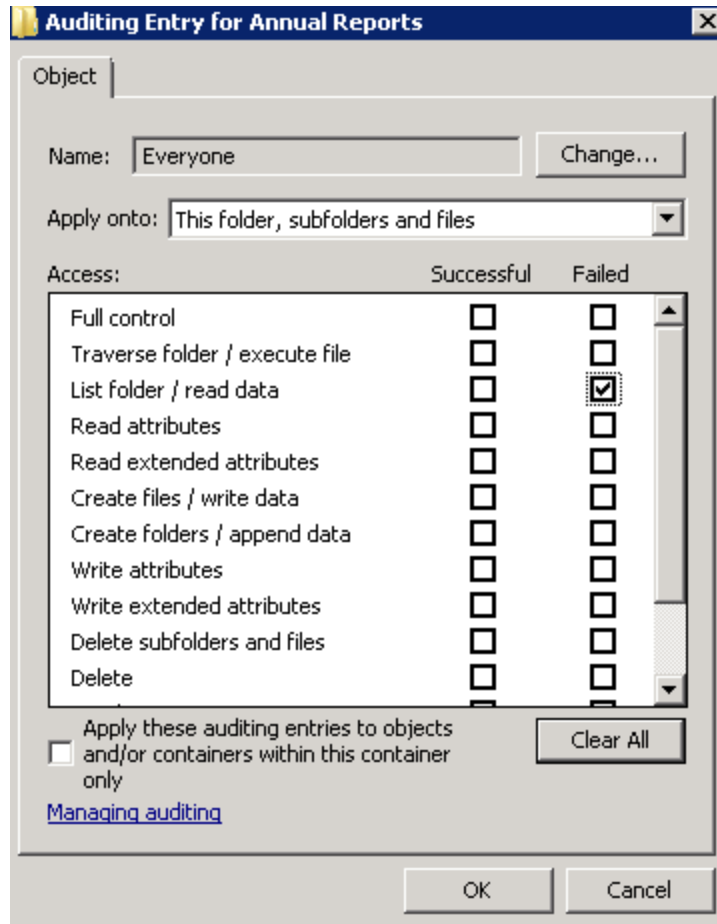 Auditing Entry for Annual Reports
Object
Name: Everyone Change...
Apply onto: This folder, subfolders and files
Access: Successful Failed
Full control
Traverse folder / execute file
List folder / read data
Read attributes
Read extended attributes
Create files / write data
Create folders / append data
Write attributes
Write extended attributes
Delete subfolders and files
Delete
Apply these auditing entries to objects
and/or containers within this container
only
Clear All
Managing auditing
OK Cancel